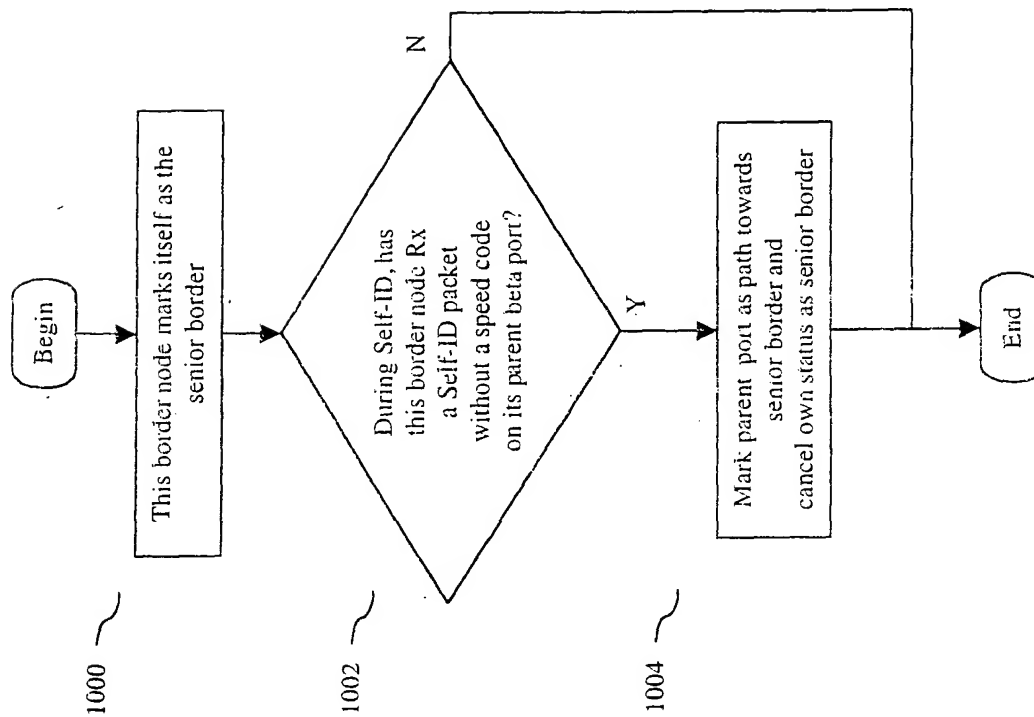 Begin
1000
This border node marks itself as the
senior border
1002
During Self-ID, has
this border node Rx
a Self-ID packet
without a speed code
on its parent beta port?
N
Y
1004
Mark parent port as path towards
senior border and
cancel own status as senior border
End